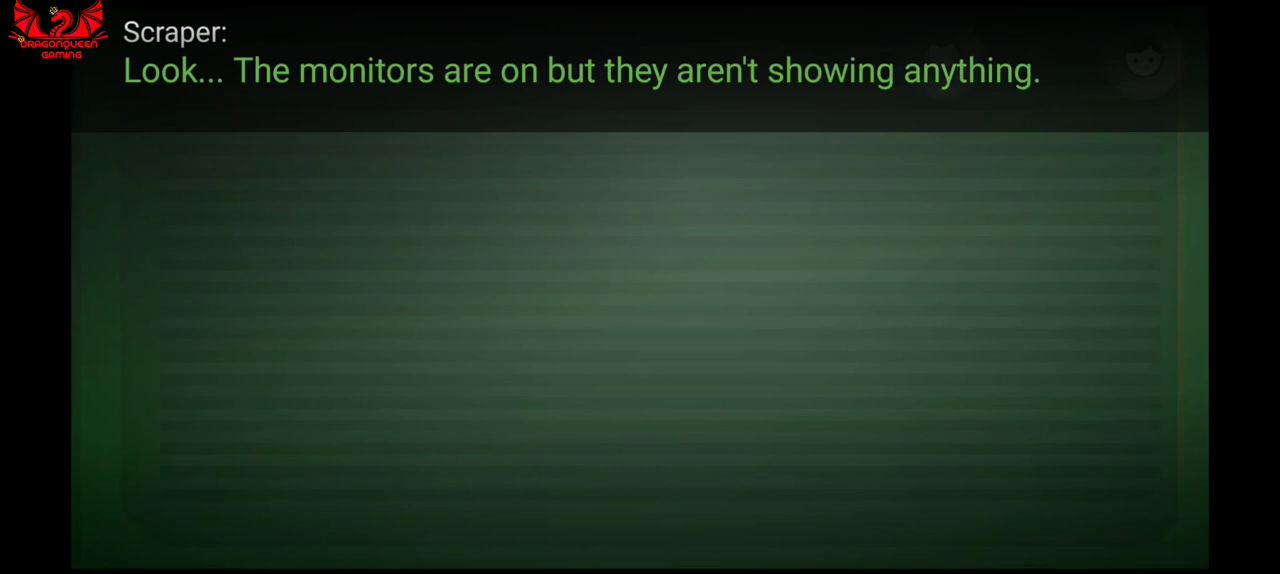 DRAGONQUEEN
GAMING
Scraper:
Look... The monitors are on but they aren't showing anything.